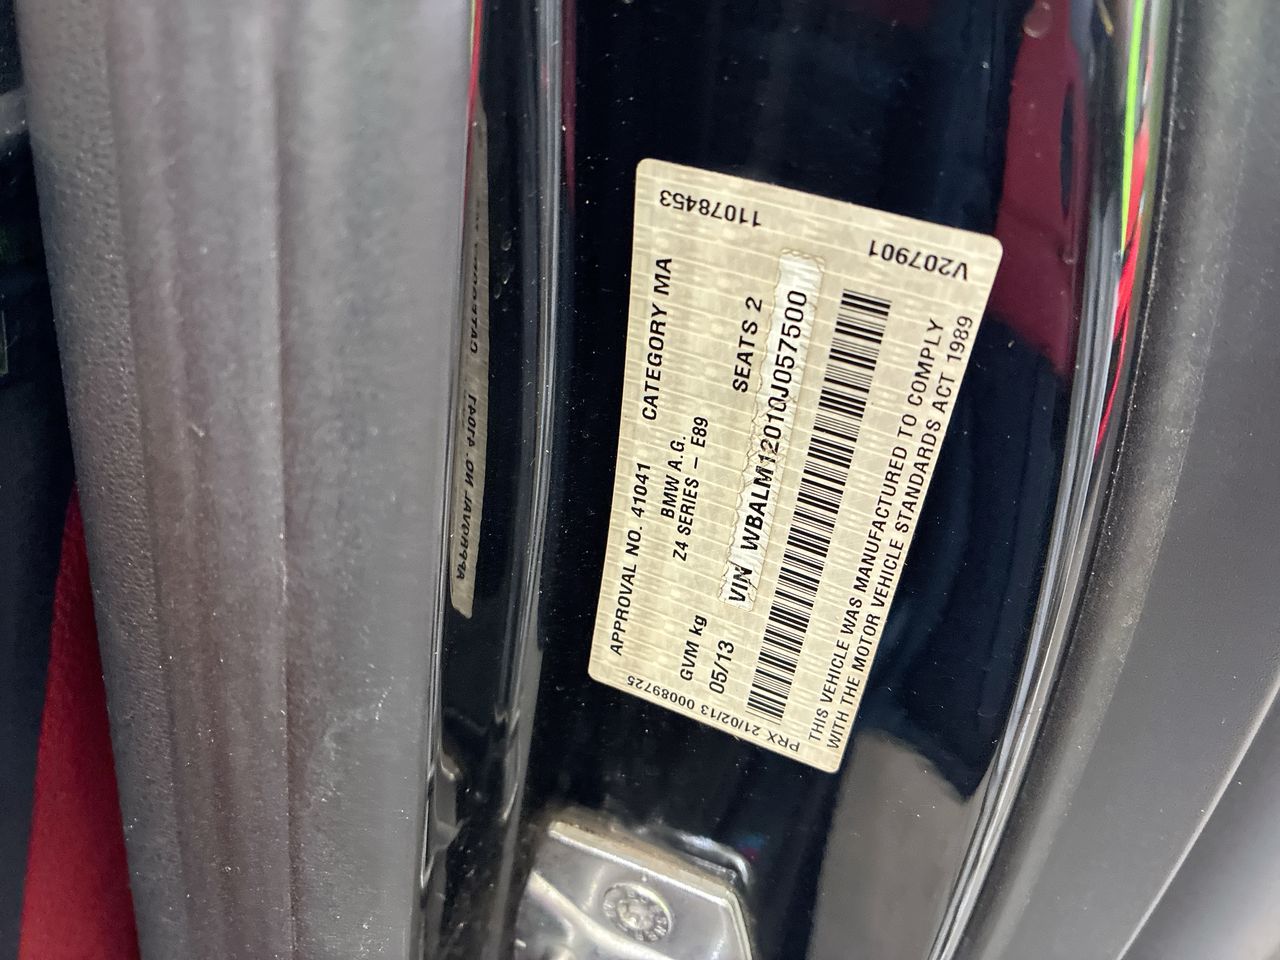 APPROVAL NO. 41041 CATEGORY MA
BMW A.G.
Z4 SERIES – E89
GVM kg SEATS 2
05/13 VIN WBALM12010J057500
THIS VEHICLE WAS MANUFACTURED TO COMPLY
WITH THE MOTOR VEHICLE STANDARDS ACT 1989
PRX 21/02/13 00089725
11078453
V207901